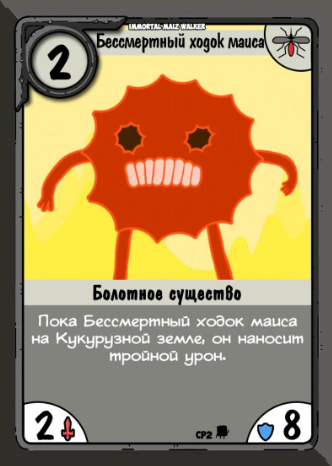 IMMORTAL MAIZ WALKER
2
Бессмертный ходок маиса
Болотное существо
Пока Бессмертный ходок маиса
на Кукурузной земле, он наносит
тройной урон.
2
CP2
8